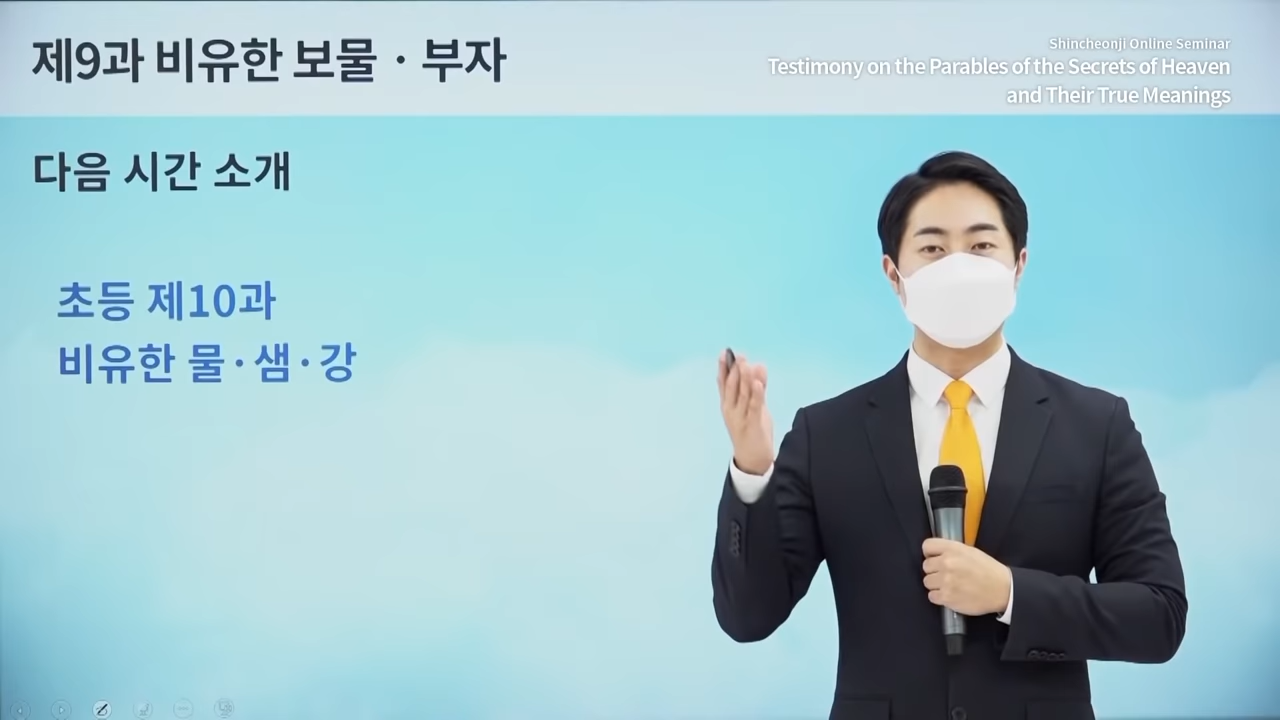 제9과 비유한 보물 · 부자
Shincheonji Online Seminar
Testimony on the Parables of the Secrets of Heaven
and Their True Meanings
다음 시간 소개
초등 제10과
비유한 물·샘·강